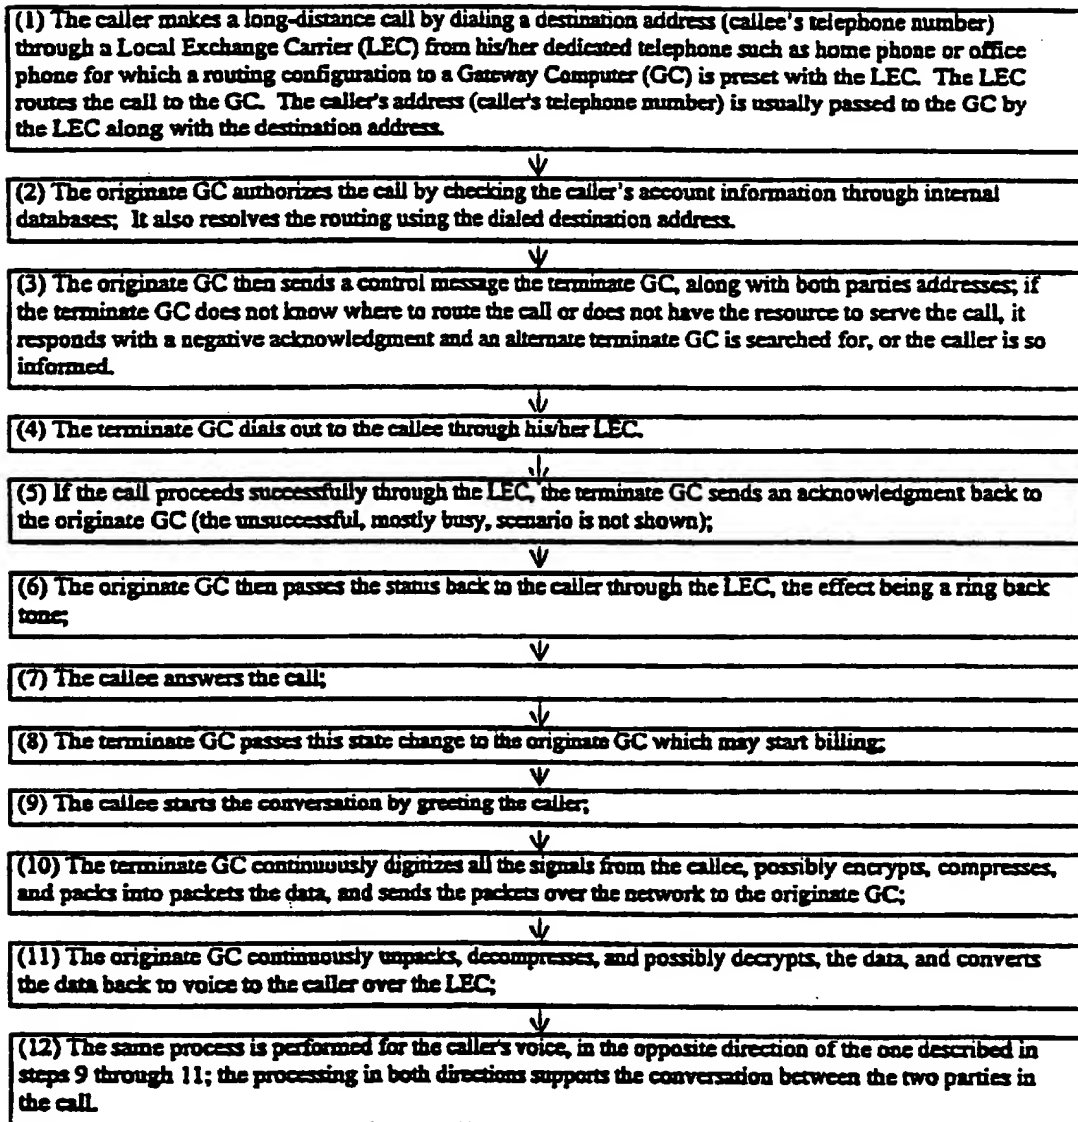 (1) The caller makes a long-distance call by dialing a destination address (callee's telephone number)
through a Local Exchange Carrier (LEC) from his/her dedicated telephone such as home phone or office
phone for which a routing configuration to a Gateway Computer (GC) is preset with the LEC. The LEC
routes the call to the GC. The caller's address (caller's telephone number) is usually passed to the GC by
the LEC along with the destination address.
(2) The originate GC authorizes the call by checking the caller's account information through internal
databases; It also resolves the routing using the dialed destination address.
(3) The originate GC then sends a control message the terminate GC, along with both parties addresses; if
the terminate GC does not know where to route the call or does not have the resource to serve the call, it
responds with a negative acknowledgment and an alternate terminate GC is searched for, or the caller is so
informed.
(4) The terminate GC dials out to the callee through his/her LEC.
(5) If the call proceeds successfully through the LEC, the terminate GC sends an acknowledgment back to
the originate GC (the unsuccessful, mostly busy, scenario is not shown);
(6) The originate GC then passes the status back to the caller through the LEC, the effect being a ring back
tone;
(7) The callee answers the call;
(8) The terminate GC passes this state change to the originate GC which may start billing;
(9) The callee starts the conversation by greeting the caller;
(10) The terminate GC continuously digitizes all the signals from the callee, possibly encrypts, compresses,
and packs into packets the data, and sends the packets over the network to the originate GC;
(11) The originate GC continuously unpacks, decompresses, and possibly decrypts, the data, and converts
the data back to voice to the caller over the LEC;
(12) The same process is performed for the caller's voice, in the opposite direction of the one described in
steps 9 through 11; the processing in both directions supports the conversation between the two parties in
the call.